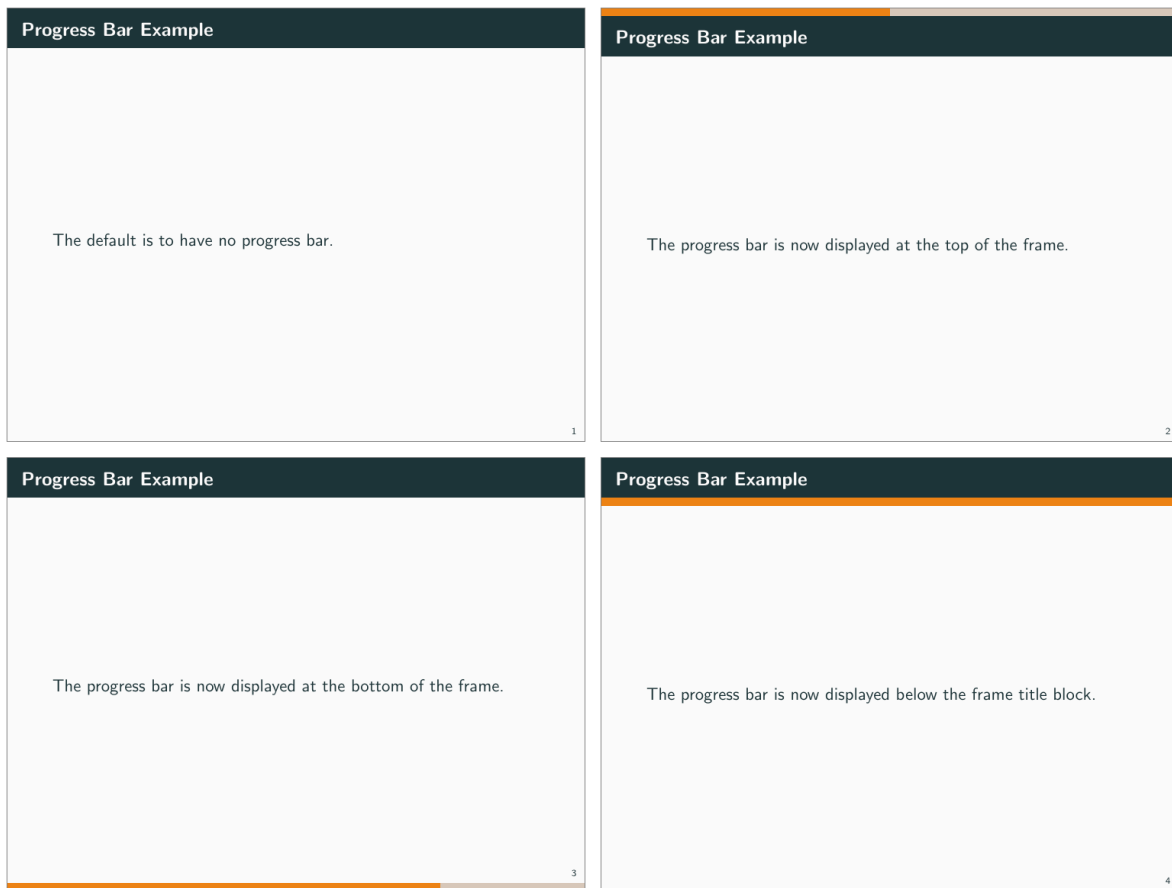 Progress Bar Example
The default is to have no progress bar.
1
Progress Bar Example
The progress bar is now displayed at the top of the frame.
2
Progress Bar Example
The progress bar is now displayed at the bottom of the frame.
3
Progress Bar Example
The progress bar is now displayed below the frame title block.
4